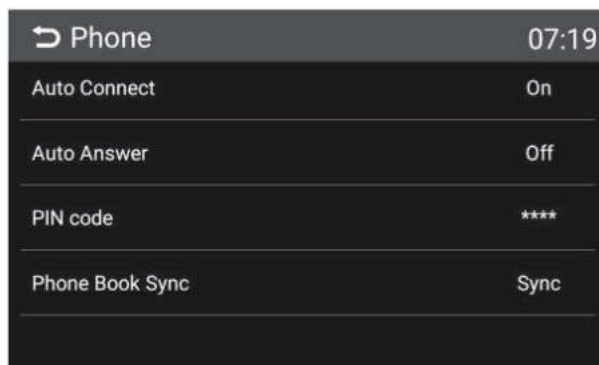 Phone 07:19
Auto Connect On
Auto Answer Off
PIN code ****
Phone Book Sync Sync